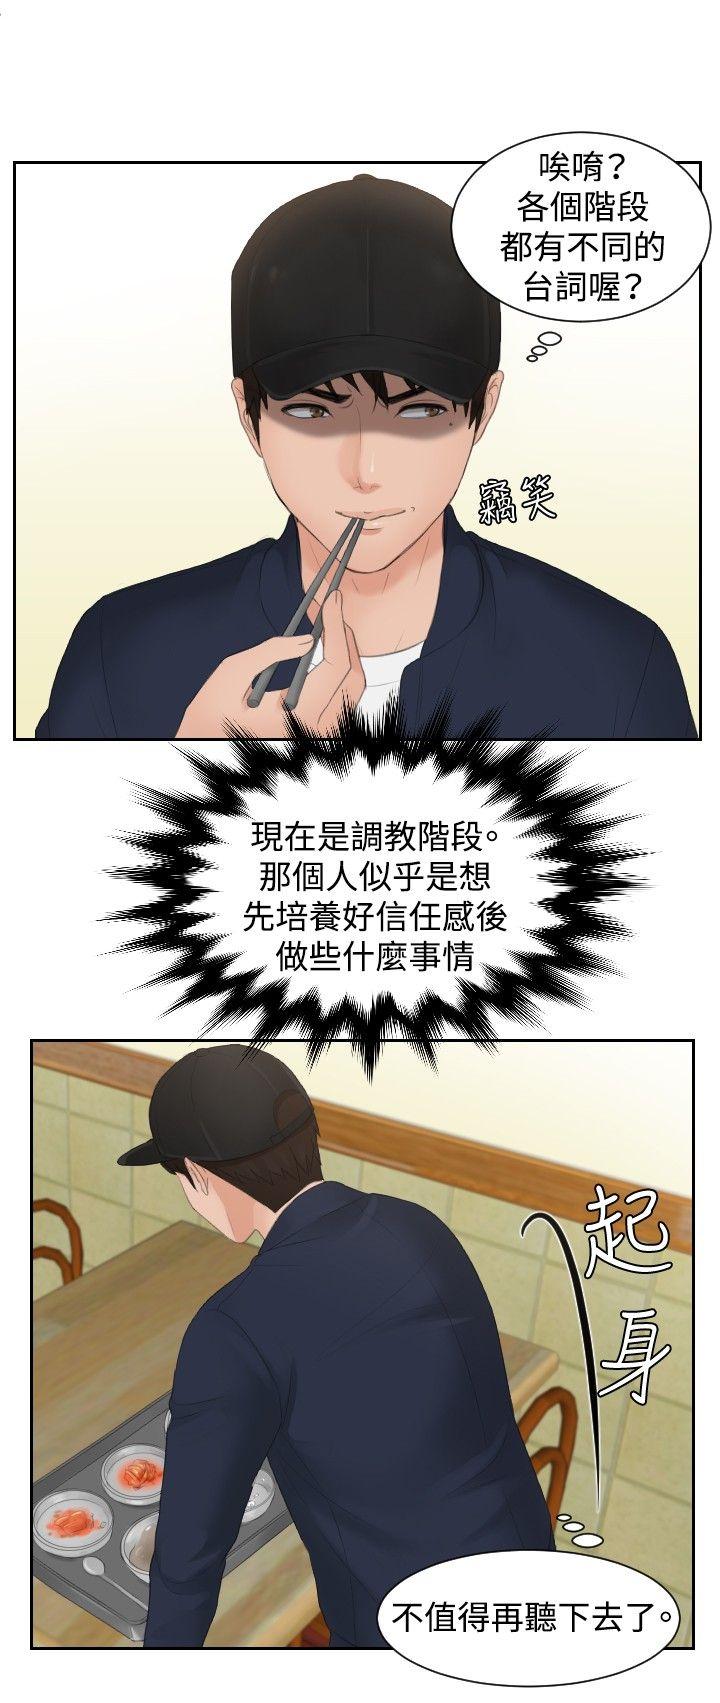 唉唷？
各個階段
都有不同的
台詞喔？
竊笑
現在是調教階段。
那個人似乎是想
先培養好信任感後
做些什麼事情
起
身
不值得再聽下去了。